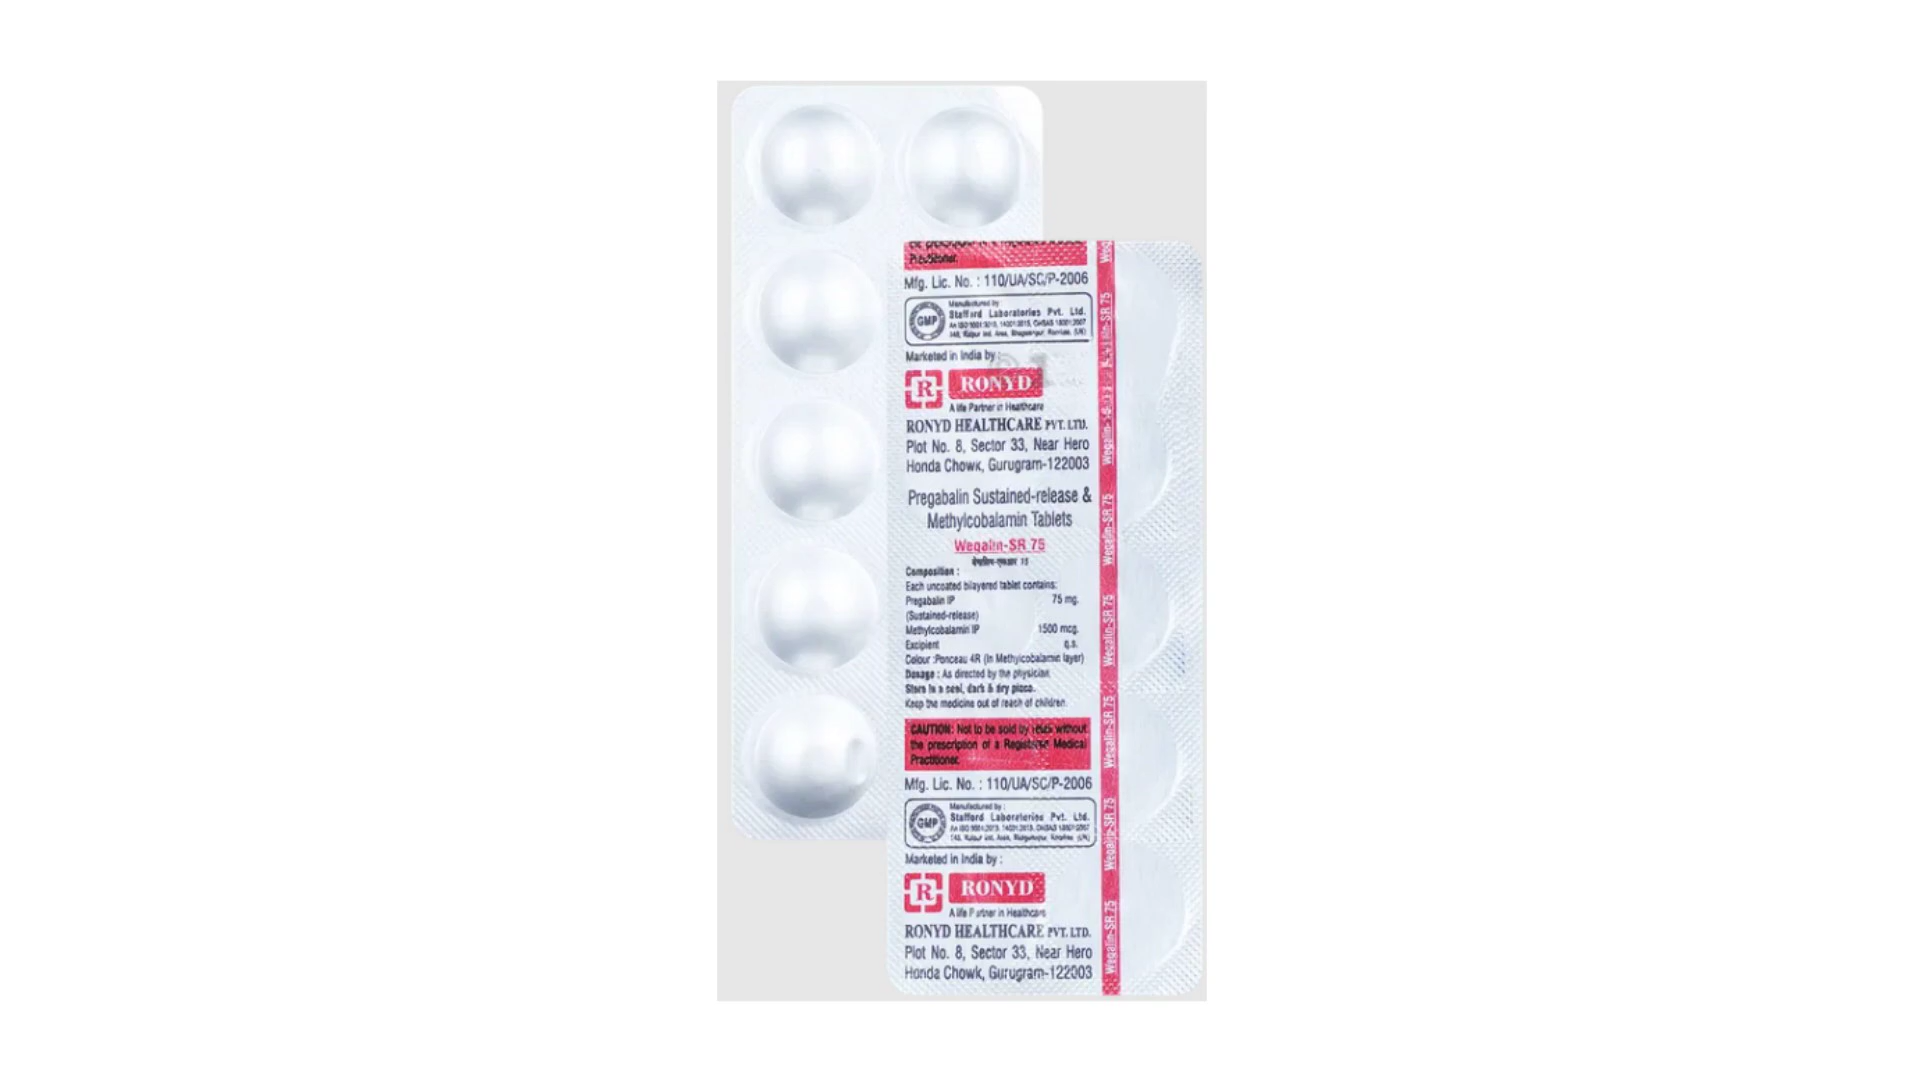 Practitioner.
Mfg. Lic. No. : 110/UA/SC/P-2006
GMP
Manufactured by
Stafford Laboratories Pvt. Ltd.
Marketed in India by :
R RONYD
A life Partner in Healthcare
RONYD HEALTHCARE PVT. LTD.
Plot No. 8, Sector 33, Near Hero
Honda Chowk, Gurugram-122003
Pregabalin Sustained-release &
Methylcobalamin Tablets
Wegalin-SR 75
Composition :
Each uncoated bilayered tablet contains:
Pregabalin IP 75 mg.
(Sustained-release)
Methylcobalamin IP 1500 mcg.
Excipient q.s.
Colour :Ponceau 4R (In Methylcobalamin layer)
Dosage : As directed by the physician.
Store in a cool, dark & dry place.
Keep the medicine out of reach of children.
CAUTION: Not to be sold by retail without
the prescription of a Registered Medical
Practitioner.
Mfg. Lic. No. : 110/UA/SC/P-2006
GMP
Manufactured by :
Stafford Laboratories Pvt. Ltd.
Marketed in India by :
R RONYD
A life Partner in Healthcare
RONYD HEALTHCARE PVT. LTD.
Plot No. 8, Sector 33, Near Hero
Honda Chowk, Gurugram-122003
Wegalin-SR 75
Wegalin-SR 75
Wegalin-SR 75
Wegalin-SR 75
Wegalin-SR 75
Wegalin-SR 75